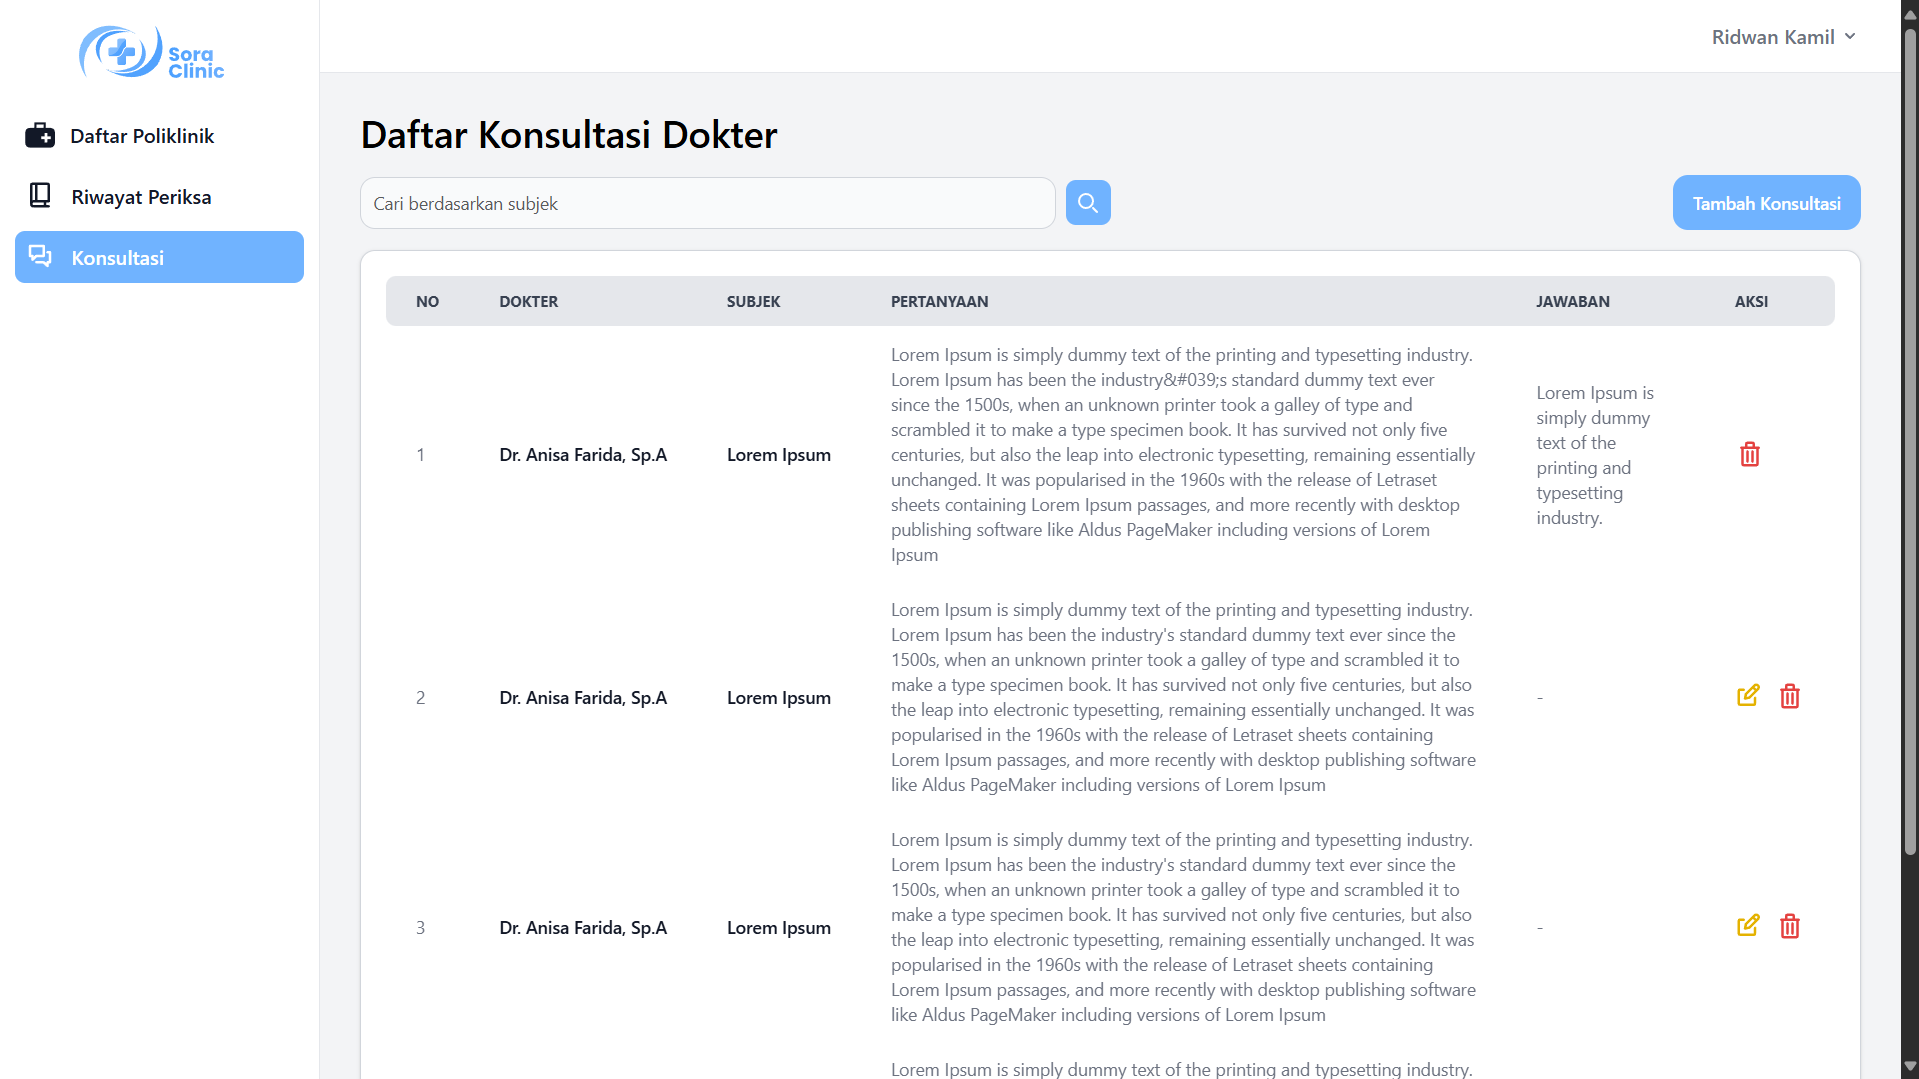 Sora
Clinic
Ridwan Kamil
Daftar Poliklinik
Riwayat Periksa
Konsultasi
Daftar Konsultasi Dokter
Cari berdasarkan subjek
Tambah Konsultasi
NO DOKTER SUBJEK PERTANYAAN JAWABAN AKSI
1
Dr. Anisa Farida, Sp.A
Lorem Ipsum
Lorem Ipsum is simply dummy text of the printing and typesetting industry.
Lorem Ipsum has been the industry&#039;s standard dummy text ever
since the 1500s, when an unknown printer took a galley of type and
scrambled it to make a type specimen book. It has survived not only five
centuries, but also the leap into electronic typesetting, remaining essentially
unchanged. It was popularised in the 1960s with the release of Letraset
sheets containing Lorem Ipsum passages, and more recently with desktop
publishing software like Aldus PageMaker including versions of Lorem
Ipsum
Lorem Ipsum is
simply dummy
text of the
printing and
typesetting
industry.
2
Dr. Anisa Farida, Sp.A
Lorem Ipsum
Lorem Ipsum is simply dummy text of the printing and typesetting industry.
Lorem Ipsum has been the industry's standard dummy text ever since the
1500s, when an unknown printer took a galley of type and scrambled it to
make a type specimen book. It has survived not only five centuries, but also
the leap into electronic typesetting, remaining essentially unchanged. It was
popularised in the 1960s with the release of Letraset sheets containing
Lorem Ipsum passages, and more recently with desktop publishing software
like Aldus PageMaker including versions of Lorem Ipsum
-
3
Dr. Anisa Farida, Sp.A
Lorem Ipsum
Lorem Ipsum is simply dummy text of the printing and typesetting industry.
Lorem Ipsum has been the industry's standard dummy text ever since the
1500s, when an unknown printer took a galley of type and scrambled it to
make a type specimen book. It has survived not only five centuries, but also
the leap into electronic typesetting, remaining essentially unchanged. It was
popularised in the 1960s with the release of Letraset sheets containing
Lorem Ipsum passages, and more recently with desktop publishing software
like Aldus PageMaker including versions of Lorem Ipsum
-
Lorem Ipsum is simply dummy text of the printing and typesetting industry.